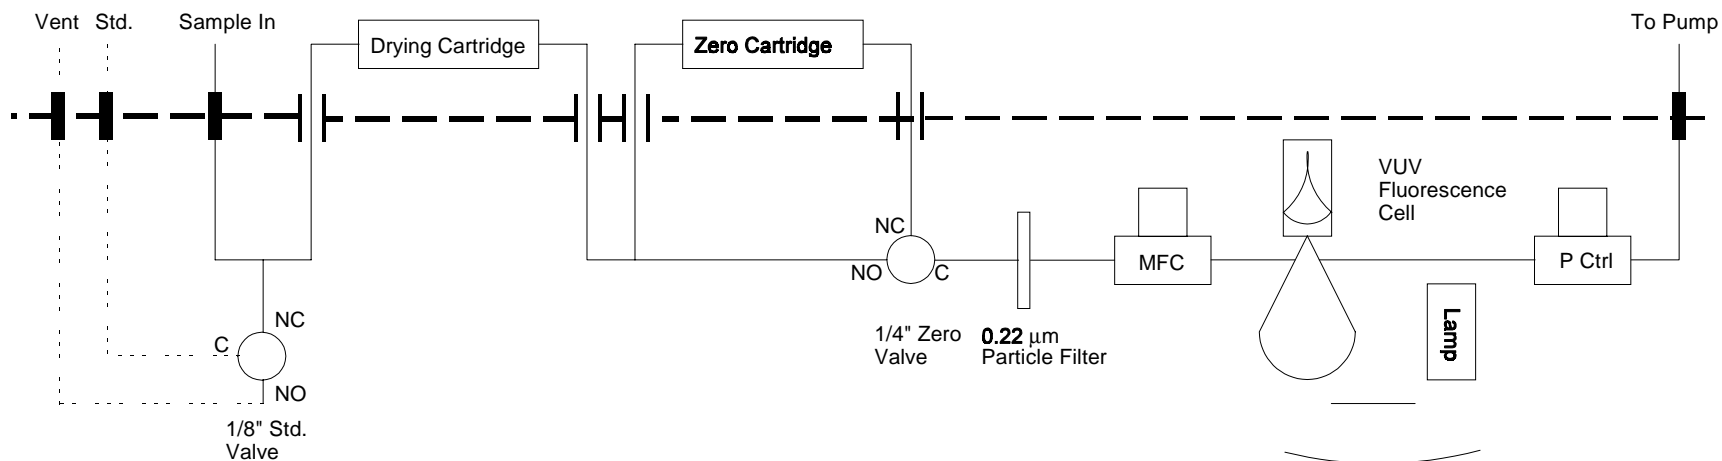 Vent Std. Sample In To Pump
Drying Cartridge
Zero Cartridge
VUV
Fluorescence
Cell
NC
NO C
MFC
P Ctrl
NC
C
NO
1/8" Std.
Valve
1/4" Zero
Valve
0.22 µm
Particle Filter
Lamp